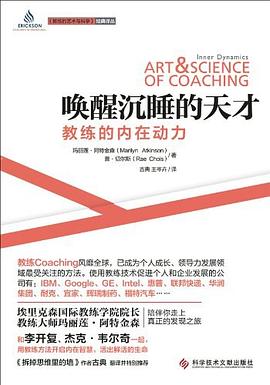 ERICKSON
《教练的艺术与科学》经典译丛
Inner Dynamics
ART&SCIENCE
OF COACHING
唤醒沉睡的天才
教练的内在动力
玛丽莲·阿特金森（Marilyn Atkinson）
蕾·切尔斯（Rae Chois） 著
古典 王岑卉／译
教练Coaching风靡全球，已成为个人成长、领导力发展领
域最受关注的方法。使用教练技术促进个人和企业发展的公
司有：IBM、Google、GE、Intel、惠普、联邦快递、华润
集团、耐克、宜家、辉瑞制药、福特汽车……
埃里克森国际教练学院院长
教练大师玛丽莲·阿特金森
陪伴你走上
真正的发现之旅
和李开复、杰克·韦尔奇一起，
用教练方法开启内在智慧，活出鲜活的生命
《拆掉思维里的墙》作者古典 翻译并特别推荐
科学技术文献出版社